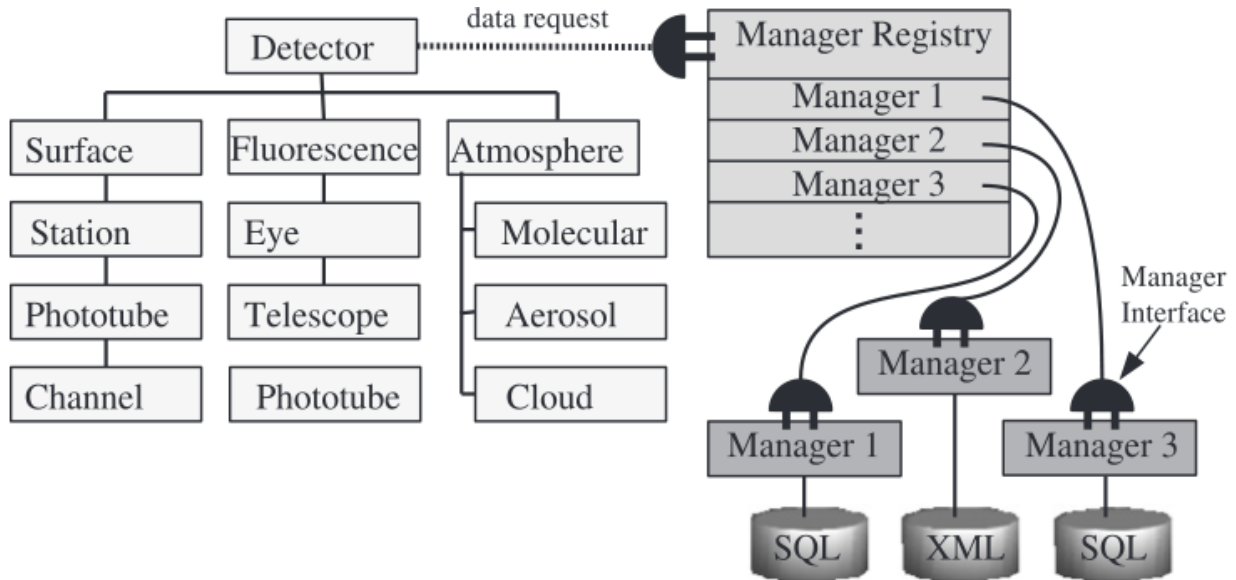 data request
Detector
Manager Registry
Manager 1
Manager 2
Manager 3
Surface
Fluorescence
Atmosphere
Station
Eye
Molecular
Phototube
Telescope
Aerosol
Channel
Phototube
Cloud
Manager
Interface
Manager 2
Manager 1
Manager 3
SQL
XML
SQL